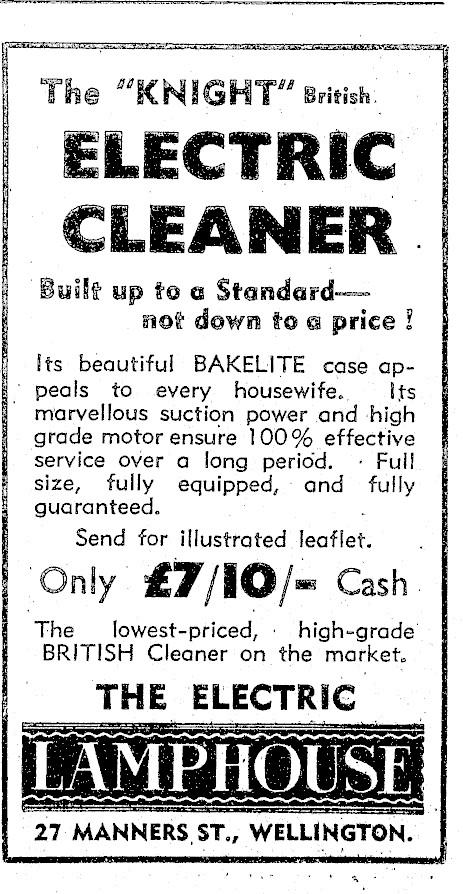 The "KNIGHT" British
ELECTRIC
CLEANER
Built up to a Standard—
not down to a price !
Its beautiful BAKELITE case ap-
peals to every housewife. Its
marvellous suction power and high
grade motor ensure 100% effective
service over a long period. Full
size, fully equipped, and fully
guaranteed.
Send for illustrated leaflet.
Only £7/10/- Cash
The lowest-priced, high-grade
BRITISH Cleaner on the market.
THE ELECTRIC
LAMPHOUSE
27 MANNERS ST., WELLINGTON.